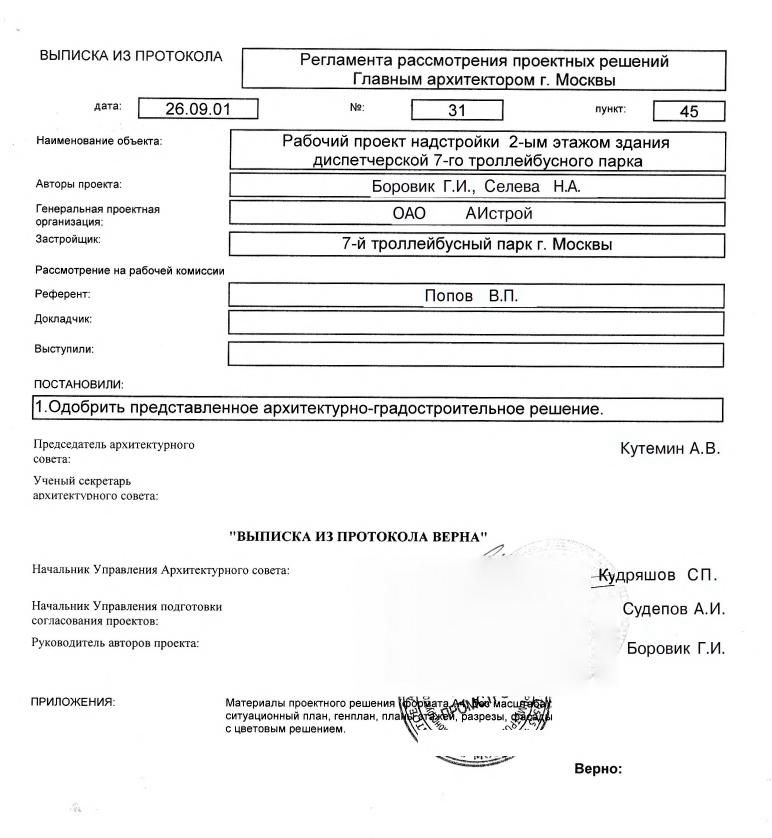 ВЫПИСКА ИЗ ПРОТОКОЛА
Регламента рассмотрения проектных решений
Главным архитектором г. Москвы
дата: 26.09.01 №: 31 пункт: 45
Наименование объекта: Рабочий проект надстройки 2-ым этажом здания
диспетчерской 7-го троллейбусного парка
Авторы проекта: Боровик Г.И., Селева Н.А.
Генеральная проектная
организация: ОАО АИстрой
Застройщик: 7-й троллейбусный парк г. Москвы
Рассмотрение на рабочей комиссии
Референт: Попов В.П.
Докладчик:
Выступили:
ПОСТАНОВИЛИ:
1.Одобрить представленное архитектурно-градостроительное решение.
Председатель архитектурного
совета: Кутемин А.В.
Ученый секретарь
архитектурного совета:
"ВЫПИСКА ИЗ ПРОТОКОЛА ВЕРНА"
Начальник Управления Архитектурного совета: Кудряшов СП.
Начальник Управления подготовки
согласования проектов: Судепов А.И.
Руководитель авторов проекта: Боровик Г.И.
ПРИЛОЖЕНИЯ: Материалы проектного решения (формата А4, без масштаба):
ситуационный план, генплан, планы этажей, разрезы, фасады
с цветовым решением.
Верно: